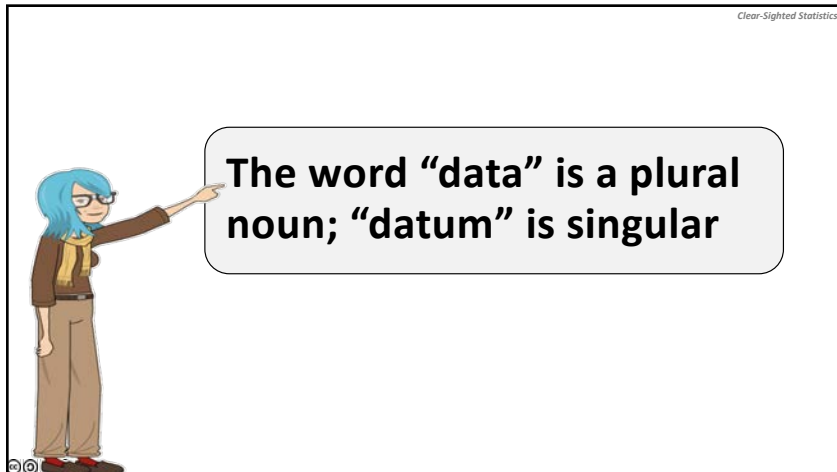 Clear-Sighted Statistics
The word “data” is a plural
noun; “datum” is singular